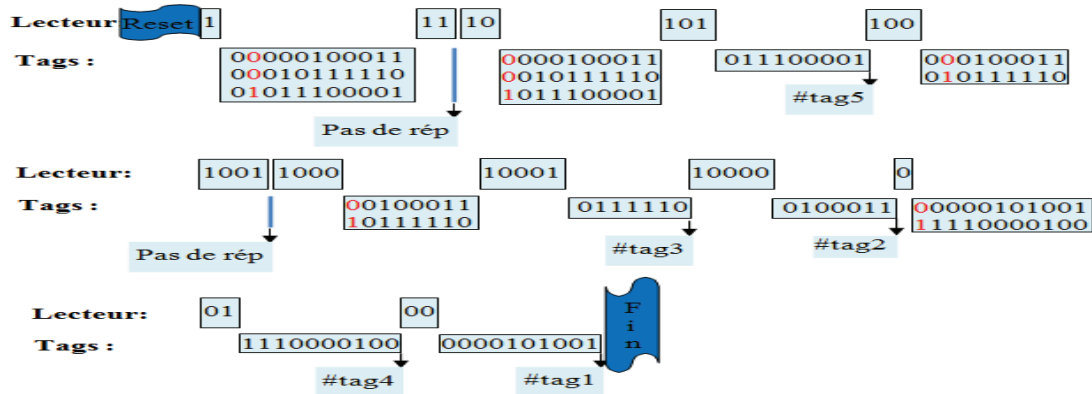 Lecteur Reset 1 11 10 101 100
Tags :
00000100011
00010111110
01011100001
0000100011
0010111110
1011100001
011100001
000100011
010111110
#tag5
Pas de rép
Lecteur: 1001 1000 10001 10000 0
Tags :
00100011
10111110
0111110
0100011
00000101001
11110000100
Pas de rép
#tag3
#tag2
Lecteur: 01 00
Tags : 1110000100 0000101001
Fin
#tag4 #tag1